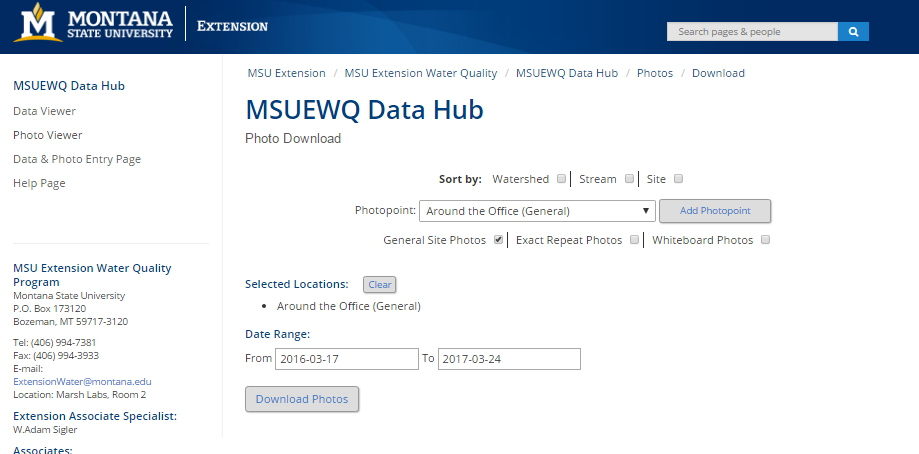 MONTANA
STATE UNIVERSITY
EXTENSION
Search pages & people
MSUEWQ Data Hub
Data Viewer
Photo Viewer
Data & Photo Entry Page
Help Page
MSU Extension Water Quality
Program
Montana State University
P.O. Box 173120
Bozeman, MT 59717-3120
Tel: (406) 994-7381
Fax: (406) 994-3933
E-mail:
ExtensionWater@montana.edu
Location: Marsh Labs, Room 2
Extension Associate Specialist:
W.Adam Sigler
Associates:
MSU Extension / MSU Extension Water Quality / MSUEWQ Data Hub / Photos / Download
MSUEWQ Data Hub
Photo Download
Sort by: Watershed | Stream | Site
Photopoint: Around the Office (General) Add Photopoint
General Site Photos | Exact Repeat Photos | Whiteboard Photos
Selected Locations: Clear
• Around the Office (General)
Date Range:
From 2016-03-17 To 2017-03-24
Download Photos